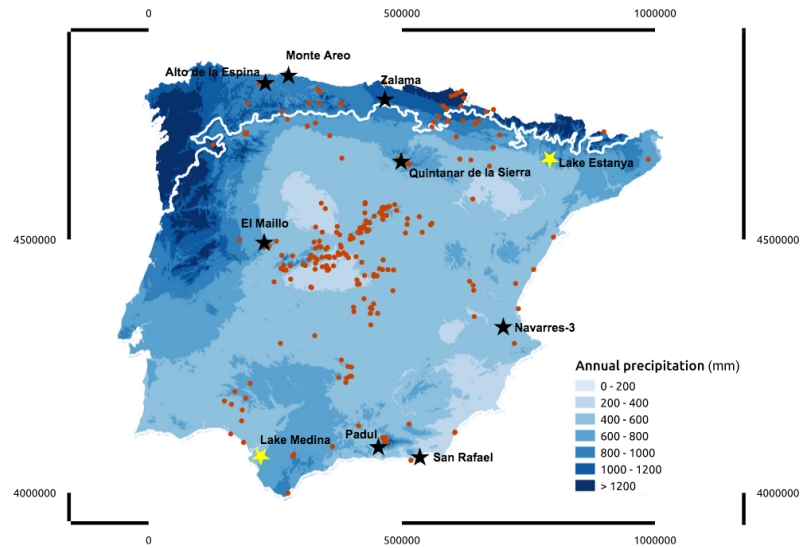 0 500000 1000000
Monte Areo
Alto de la Espina
Zalama
Lake Estanya
Quintanar de la Sierra
El Maillo
4500000 4500000
Navarres-3
Annual precipitation (mm)
0 - 200
200 - 400
400 - 600
600 - 800
800 - 1000
1000 - 1200
> 1200
Lake Medina
Padul
San Rafael
4000000 4000000
0 500000 1000000